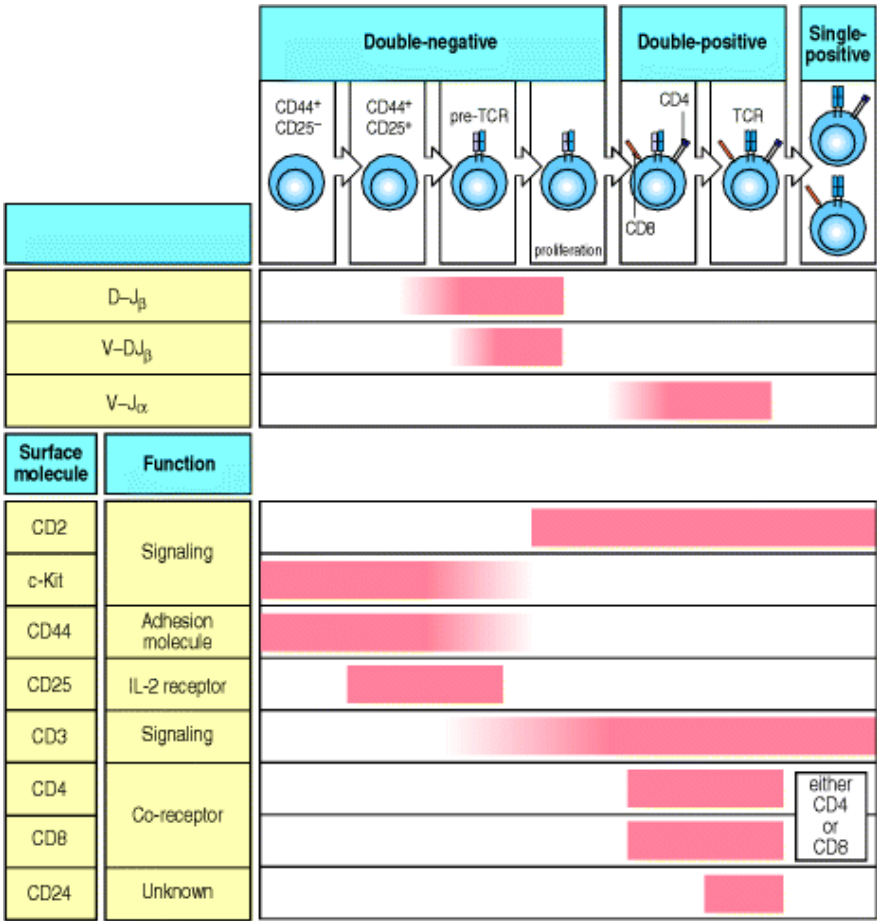 Double-negative
Double-positive
Single-
positive
CD44⁺
CD25⁻
CD44⁺
CD25⁺
pre-TCR
CD4
TCR
CD8
proliferation
D–Jβ
V–DJβ
V–Jα
Surface
molecule
Function
CD2
Signaling
c-Kit
CD44
Adhesion
molecule
CD25
IL-2 receptor
CD3
Signaling
CD4
Co-receptor
either
CD4
or
CD8
CD8
CD24
Unknown